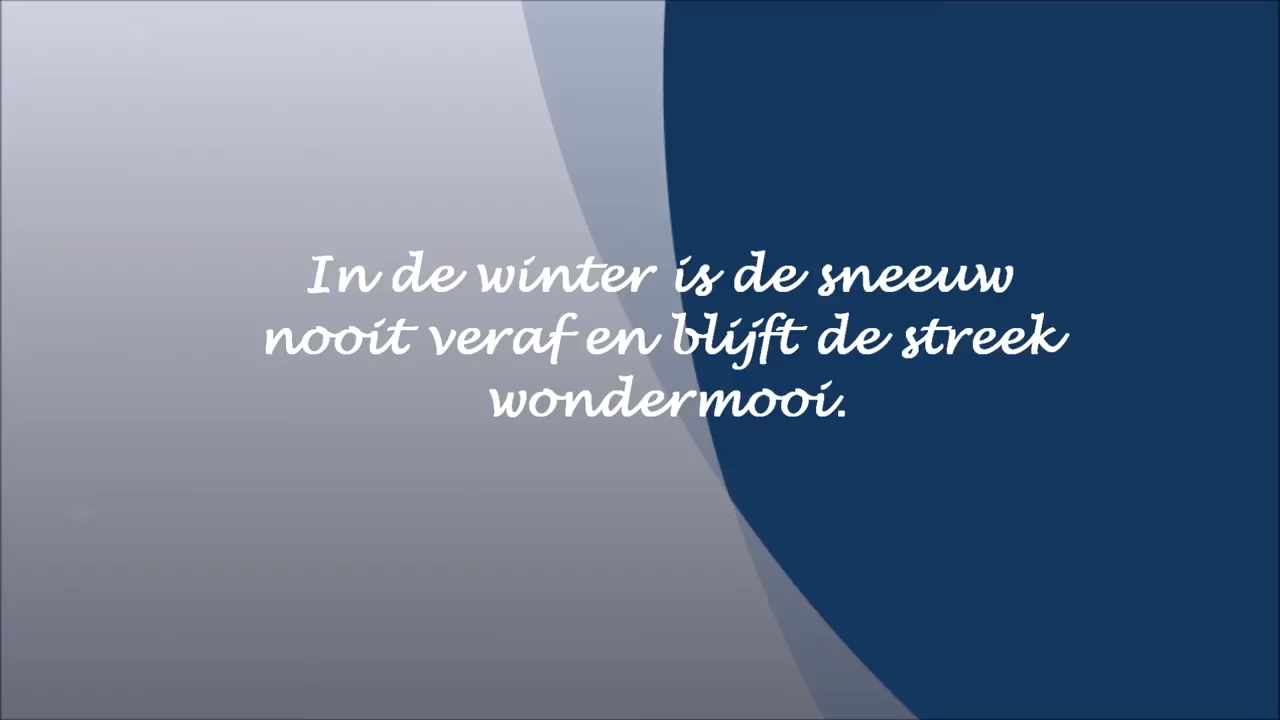 In de winter is de sneeuw
nooit veraf en blijft de streek
wondermooi.